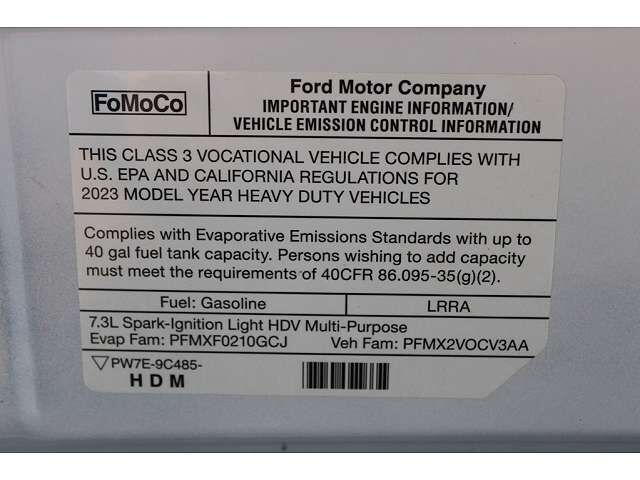 FoMoCo
Ford Motor Company
IMPORTANT ENGINE INFORMATION/
VEHICLE EMISSION CONTROL INFORMATION
THIS CLASS 3 VOCATIONAL VEHICLE COMPLIES WITH
U.S. EPA AND CALIFORNIA REGULATIONS FOR
2023 MODEL YEAR HEAVY DUTY VEHICLES
Complies with Evaporative Emissions Standards with up to
40 gal fuel tank capacity. Persons wishing to add capacity
must meet the requirements of 40CFR 86.095-35(g)(2).
Fuel: Gasoline LRRA
7.3L Spark-Ignition Light HDV Multi-Purpose
Evap Fam: PFMXF0210GCJ Veh Fam: PFMX2VOCV3AA
PW7E-9C485-
HDM